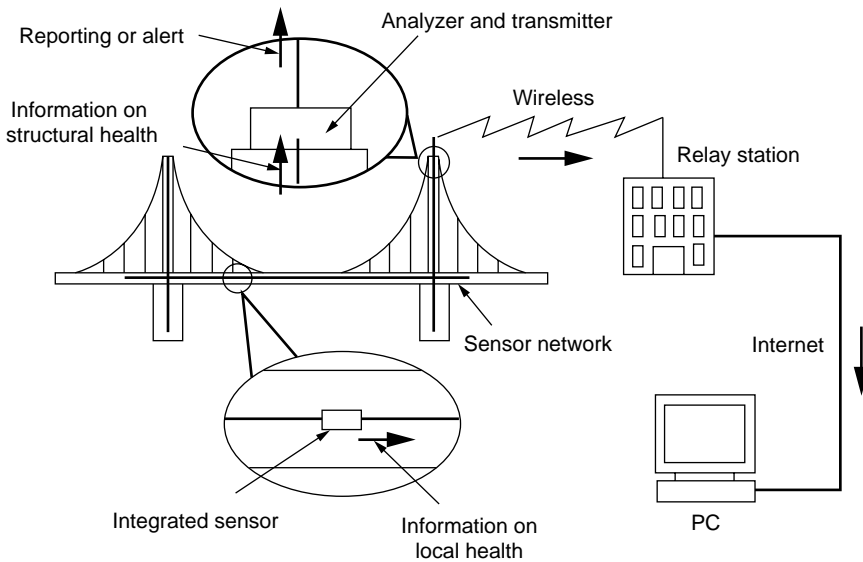 Reporting or alert
Analyzer and transmitter
Information on
structural health
Wireless
Relay station
Sensor network
Internet
Integrated sensor
Information on
local health
PC